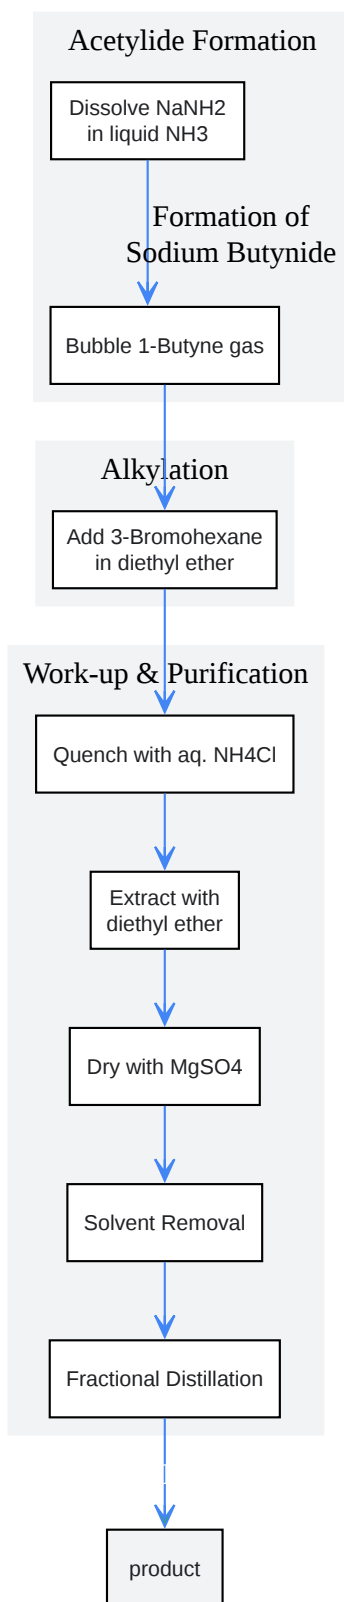 Acetylide Formation
Dissolve NaNH2
in liquid NH3
Formation of
Sodium Butynide
Bubble 1-Butyne gas
Alkylation
Add 3-Bromohexane
in diethyl ether
Work-up & Purification
Quench with aq. NH4Cl
Extract with
diethyl ether
Dry with MgSO4
Solvent Removal
Fractional Distillation
product